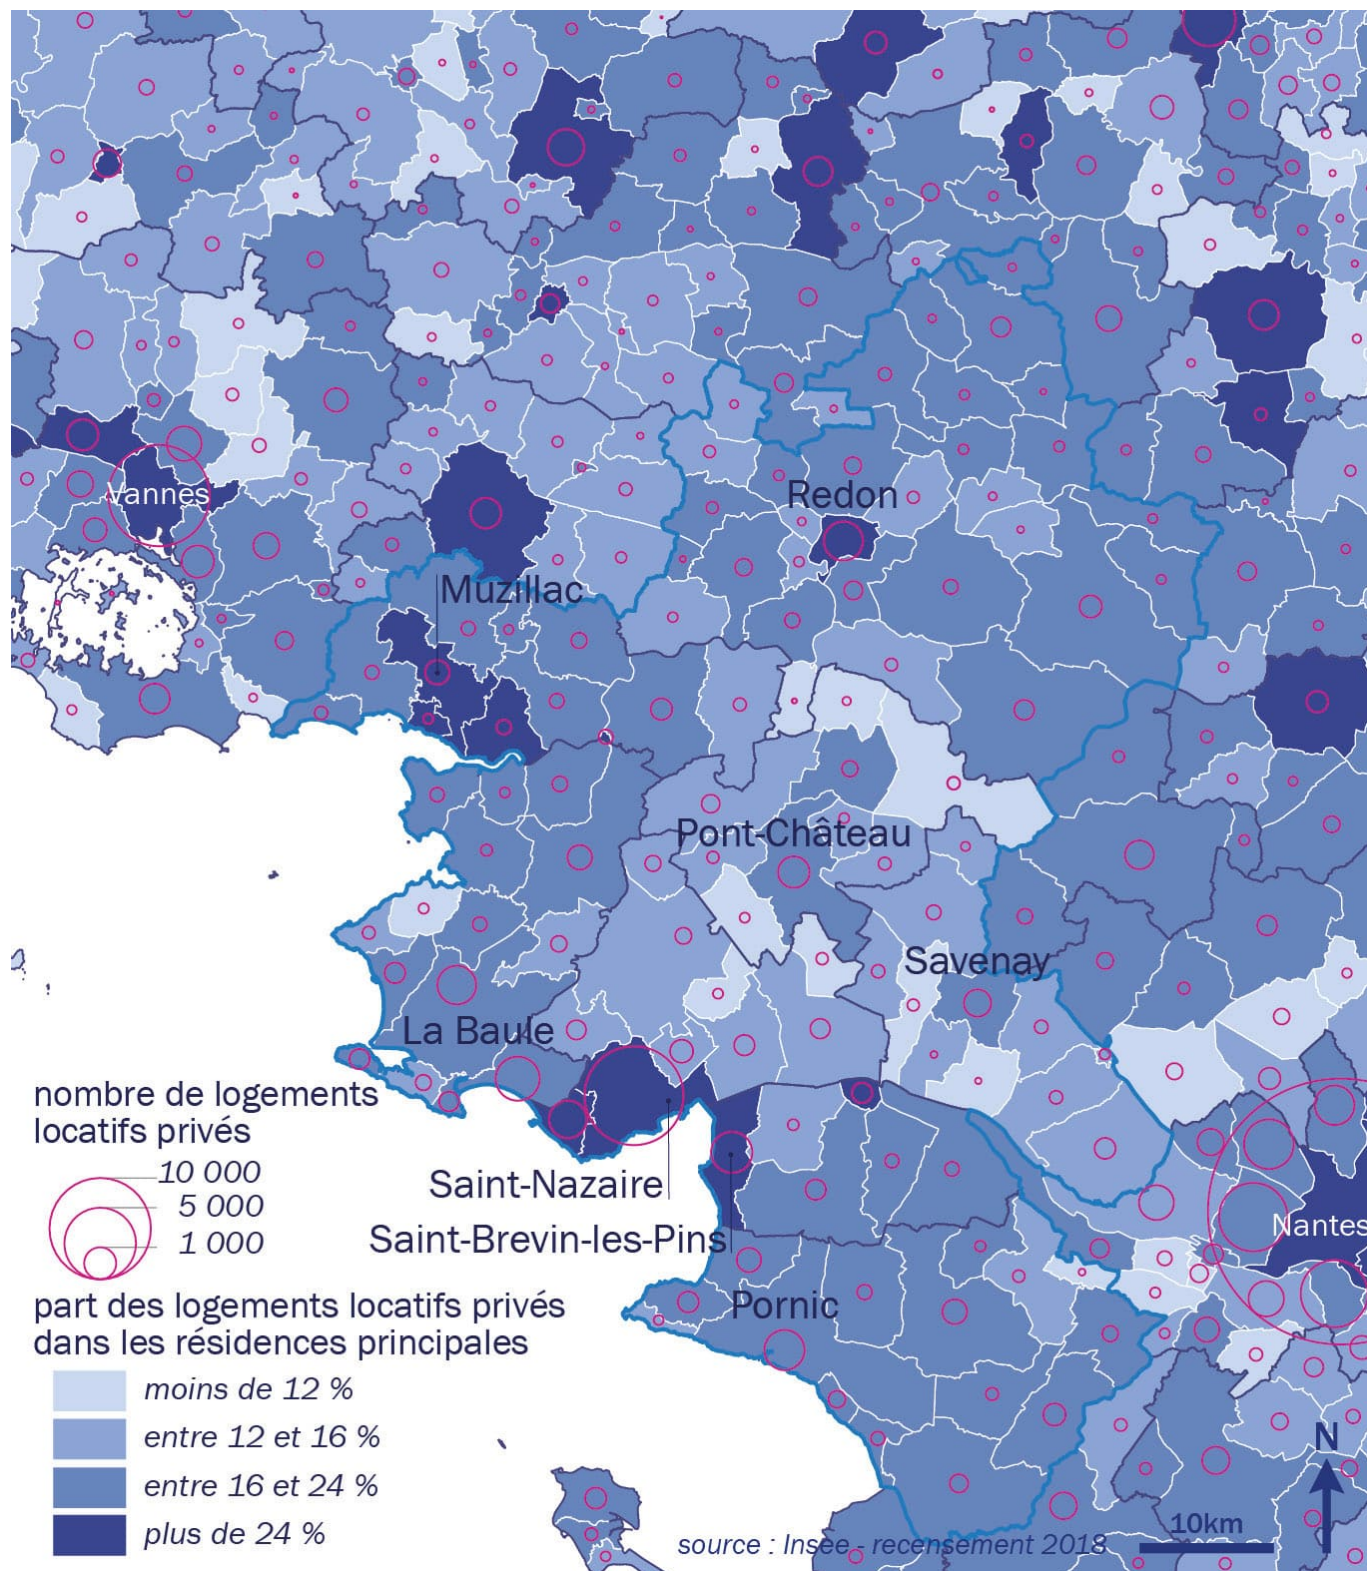 Vannes
Redon
Muzillac
Pont-Château
Savenay
La Baule
Saint-Nazaire
Saint-Brevin-les-Pins
Nantes
Pornic
nombre de logements
locatifs privés
10 000
5 000
1 000
part des logements locatifs privés
dans les résidences principales
moins de 12 %
entre 12 et 16 %
entre 16 et 24 %
plus de 24 %
N
10km
source : Insee - recensement 2018